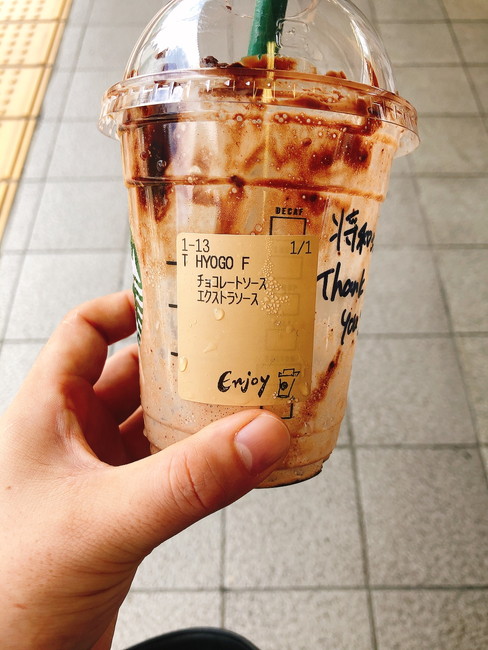 DECAF
1-13 1/1
T HYOGO F
チョコレートソース
エクストラソース
Enjoy
Thank
You